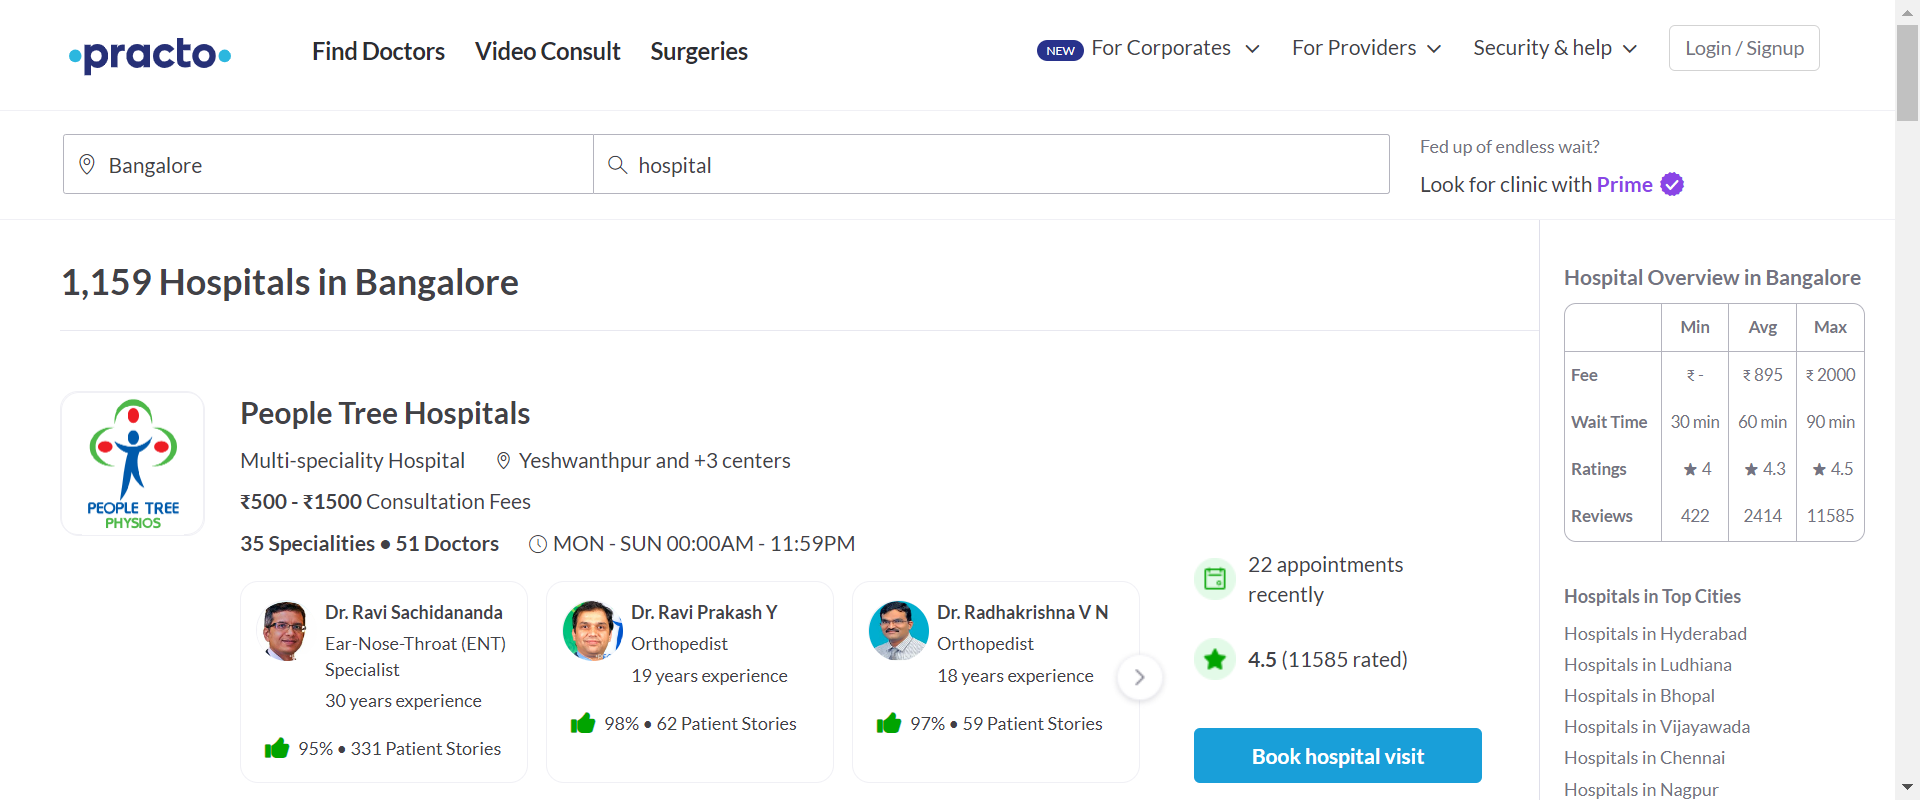 practo
Find Doctors
Video Consult
Surgeries
NEW For Corporates
For Providers
Security & help
Login / Signup
Bangalore
hospital
Fed up of endless wait?
Look for clinic with Prime
1,159 Hospitals in Bangalore
PEOPLE TREE
PHYSIOS
People Tree Hospitals
Multi-speciality Hospital
Yeshwanthpur and +3 centers
₹500 - ₹1500 Consultation Fees
35 Specialities • 51 Doctors
MON - SUN 00:00AM - 11:59PM
Dr. Ravi Sachidananda
Ear-Nose-Throat (ENT)
Specialist
30 years experience
95% • 331 Patient Stories
Dr. Ravi Prakash Y
Orthopedist
19 years experience
98% • 62 Patient Stories
Dr. Radhakrishna V N
Orthopedist
18 years experience
97% • 59 Patient Stories
22 appointments
recently
4.5 (11585 rated)
Book hospital visit
Hospital Overview in Bangalore
Min Avg Max
Fee ₹ - ₹ 895 ₹ 2000
Wait Time 30 min 60 min 90 min
Ratings ★ 4 ★ 4.3 ★ 4.5
Reviews 422 2414 11585
Hospitals in Top Cities
Hospitals in Hyderabad
Hospitals in Ludhiana
Hospitals in Bhopal
Hospitals in Vijayawada
Hospitals in Chennai
Hospitals in Nagpur